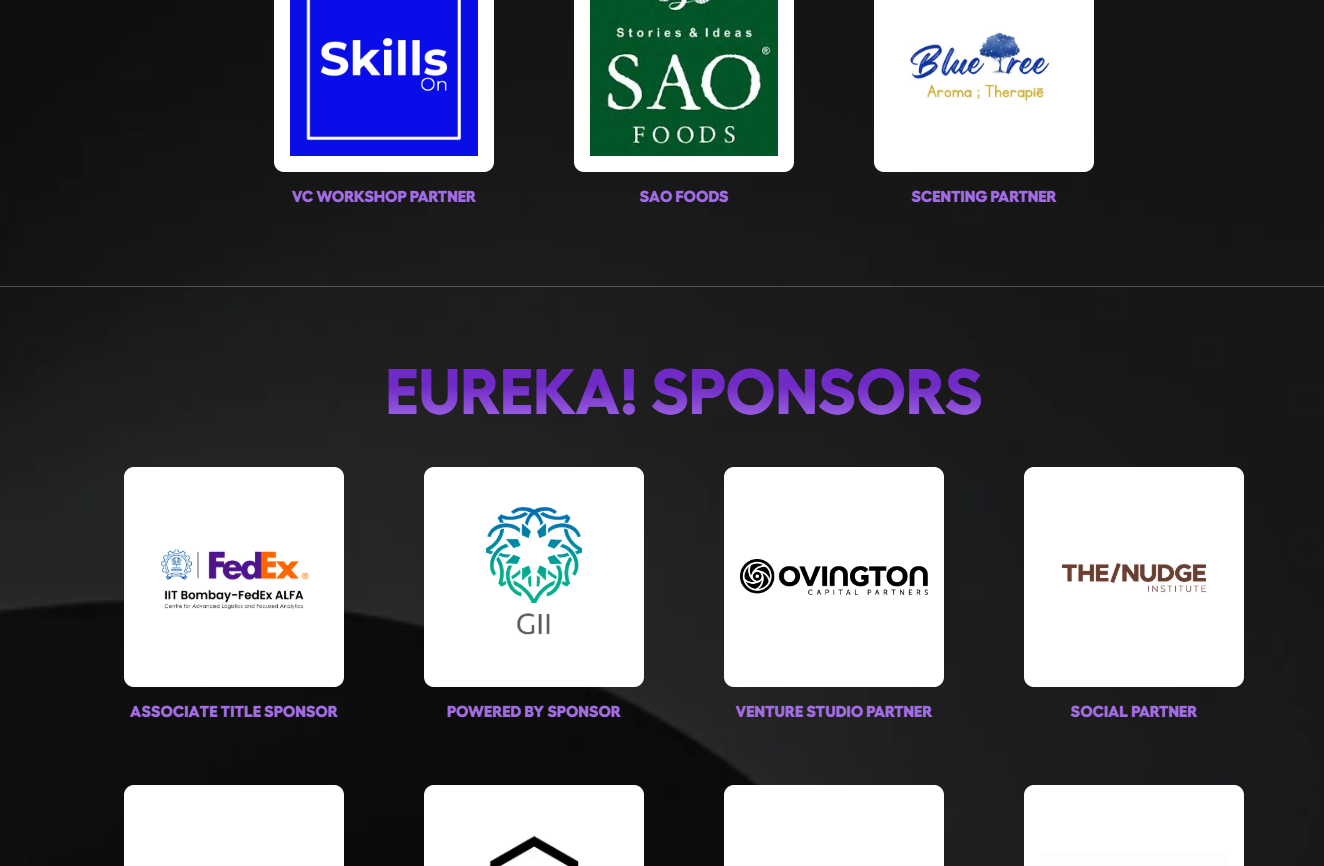 Skills
On
Stories & Ideas
SAO®
FOODS
Blue Tree
Aroma ; Therapiē
VC WORKSHOP PARTNER
SAO FOODS
SCENTING PARTNER
EUREKA! SPONSORS
FedEx®
IIT Bombay-FedEx ALFA
Centre for Advanced Logistics and Focused Analytics
GII
OVINGTON
CAPITAL PARTNERS
THE/NUDGE
INSTITUTE
ASSOCIATE TITLE SPONSOR
POWERED BY SPONSOR
VENTURE STUDIO PARTNER
SOCIAL PARTNER